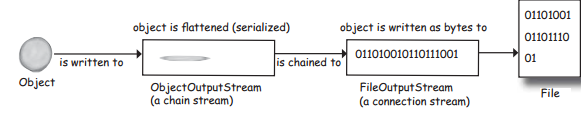 object is flattened (serialized)
object is written as bytes to
01101001
01101110
01
is written to
is chained to
011010010110111001
Object
ObjectOutputStream
(a chain stream)
FileOutputStream
(a connection stream)
File